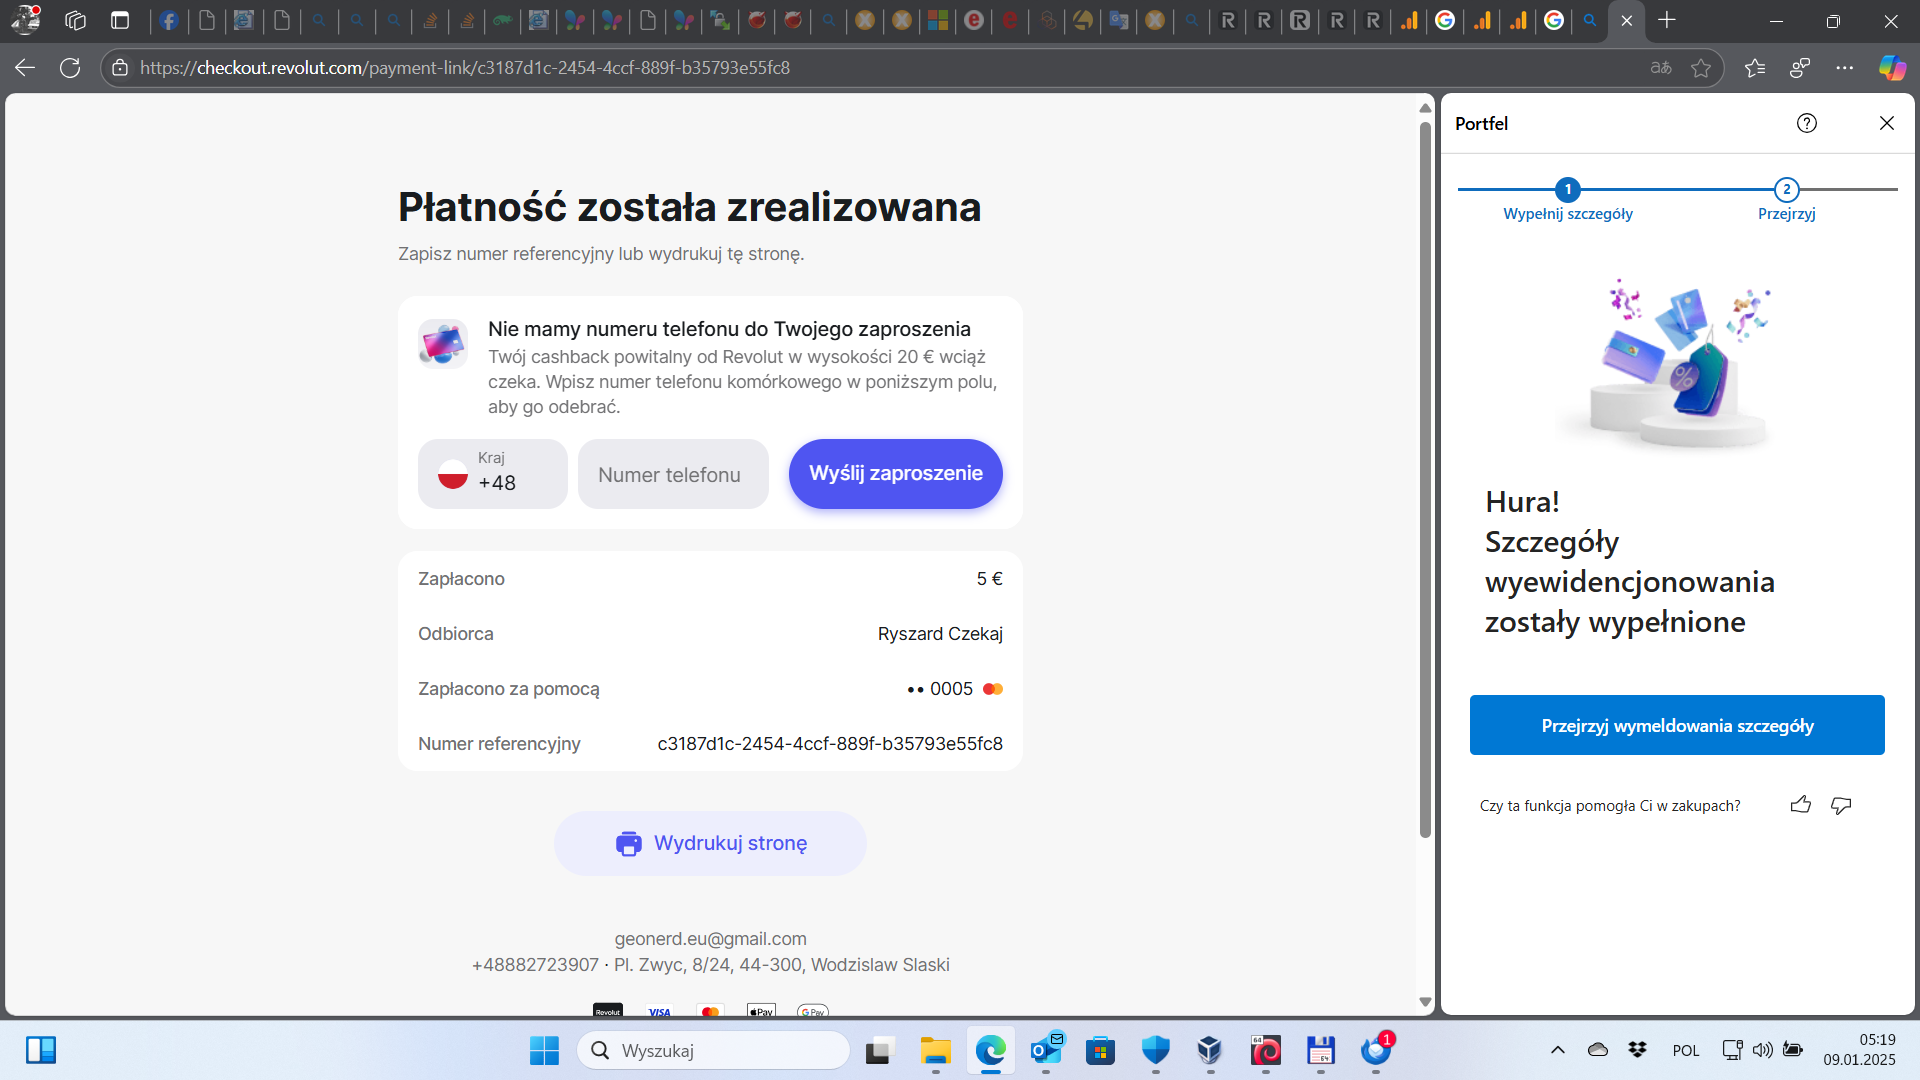 https://checkout.revolut.com/payment-link/c3187d1c-2454-4ccf-889f-b35793e55fc8
Płatność została zrealizowana
Zapisz numer referencyjny lub wydrukuj tę stronę.
Nie mamy numeru telefonu do Twojego zaproszenia
Twój cashback powitalny od Revolut w wysokości 20 € wciąż
czeka. Wpisz numer telefonu komórkowego w poniższym polu,
aby go odebrać.
Kraj
+48
Numer telefonu
Wyślij zaproszenie
Zapłacono 5 €
Odbiorca Ryszard Czekaj
Zapłacono za pomocą •• 0005
Numer referencyjny c3187d1c-2454-4ccf-889f-b35793e55fc8
Wydrukuj stronę
geonerd.eu@gmail.com
+48882723907 · Pl. Zwyc, 8/24, 44-300, Wodzislaw Slaski
Revolut VISA Pay G Pay
Portfel
1 2
Wypełnij szczegóły Przejrzyj
%
Hura!
Szczegóły
wyewidencjonowania
zostały wypełnione
Przejrzyj wymeldowania szczegóły
Czy ta funkcja pomogła Ci w zakupach?
Wyszukaj
64
64
1
POL
05:19
09.01.2025